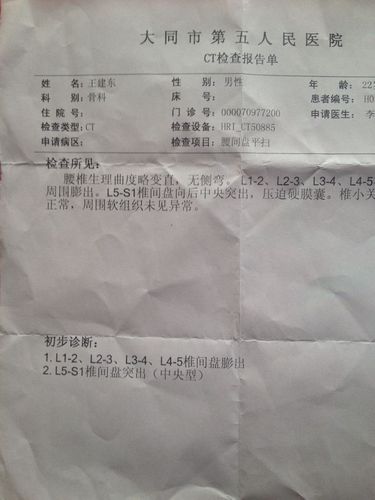 大同市第五人民医院
CT检查报告单
姓 名：王建东 性 别：男性 年 龄：22
科 别：骨科 床 号： 患者编号：H0
住 院 号： 门 诊 号：000070977200 申请医生：李
检查类型：CT 检查设备：HRI_CT50885
申请病区： 检查项目：腰间盘平扫
检查所见：
腰椎生理曲度略变直，无侧弯。L1-2、L2-3、L3-4、L4-5
周围膨出。L5-S1椎间盘向后中央突出，压迫硬膜囊。椎小关
正常，周围软组织未见异常。
初步诊断：
1. L1-2、L2-3、L3-4、L4-5椎间盘膨出
2. L5-S1椎间盘突出（中央型）